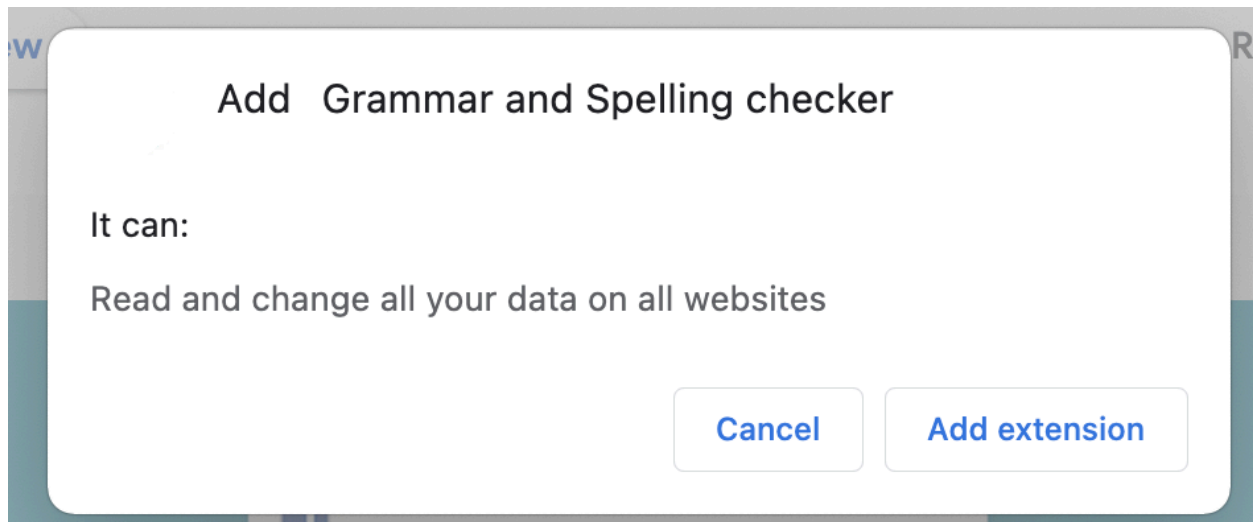 ew
R
Add Grammar and Spelling checker
It can:
Read and change all your data on all websites
Cancel
Add extension